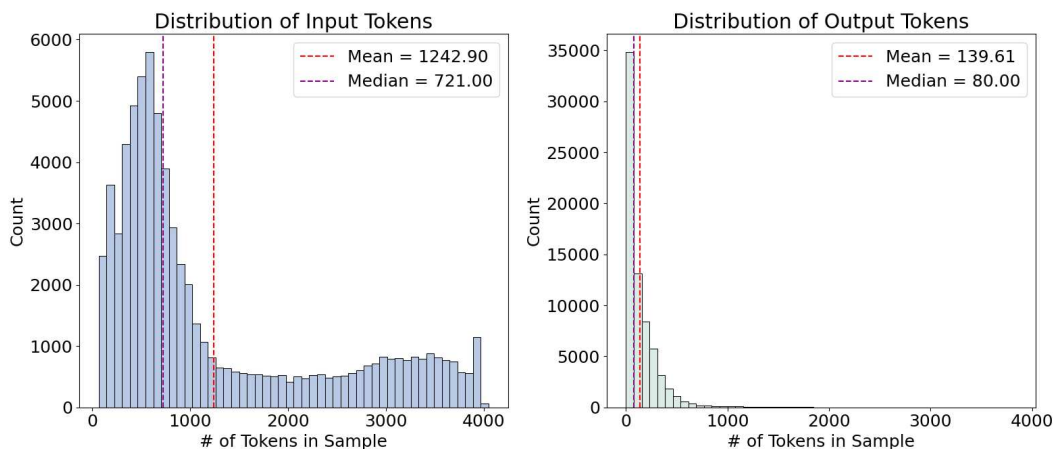 Distribution of Input Tokens
Mean = 1242.90
Median = 721.00
6000
5000
4000
3000
2000
1000
0
Count
0 1000 2000 3000 4000
# of Tokens in Sample
Distribution of Output Tokens
Mean = 139.61
Median = 80.00
35000
30000
25000
20000
15000
10000
5000
0
Count
0 1000 2000 3000 4000
# of Tokens in Sample